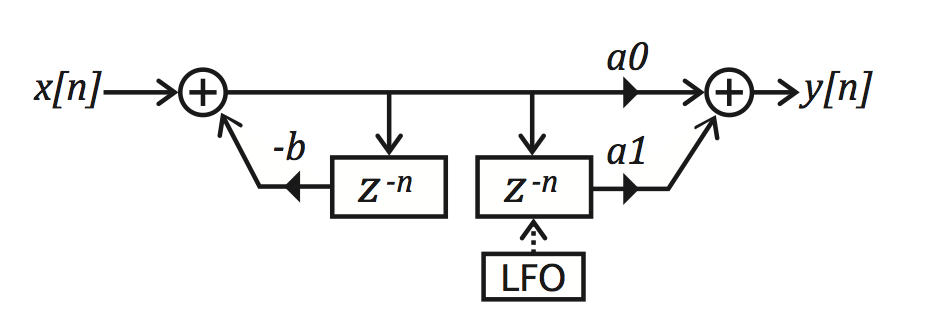 a0
x[n] + + y[n]
-b a1
z⁻ⁿ z⁻ⁿ
LFO